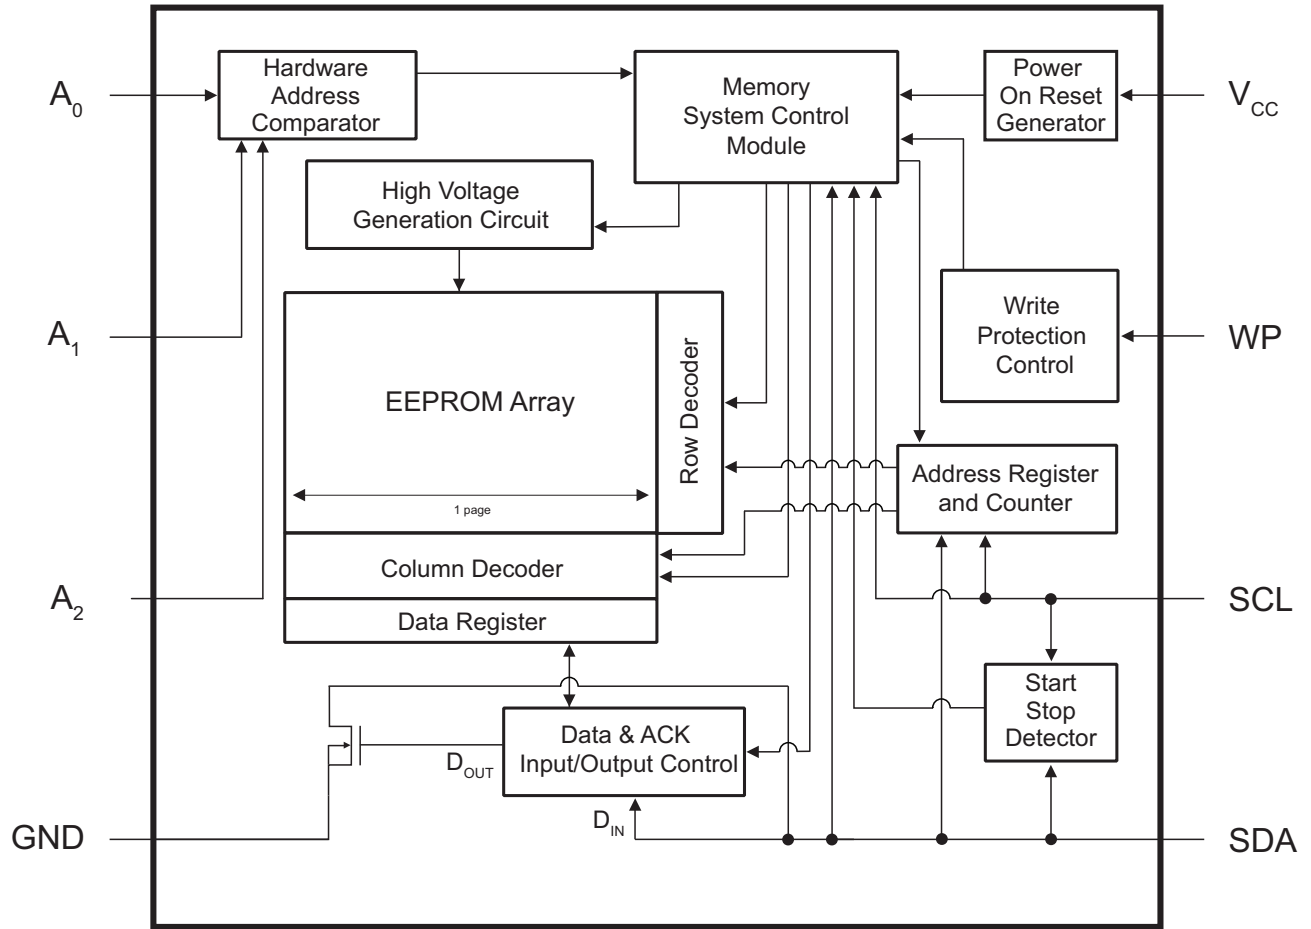 Hardware
Address
Comparator
Memory
System Control
Module
Power
On Reset
Generator
A0
VCC
High Voltage
Generation Circuit
Write
Protection
Control
A1
WP
EEPROM Array
Row Decoder
1 page
Address Register
and Counter
Column Decoder
A2
SCL
Data Register
Start
Stop
Detector
Data & ACK
Input/Output Control
DOUT
DIN
GND
SDA